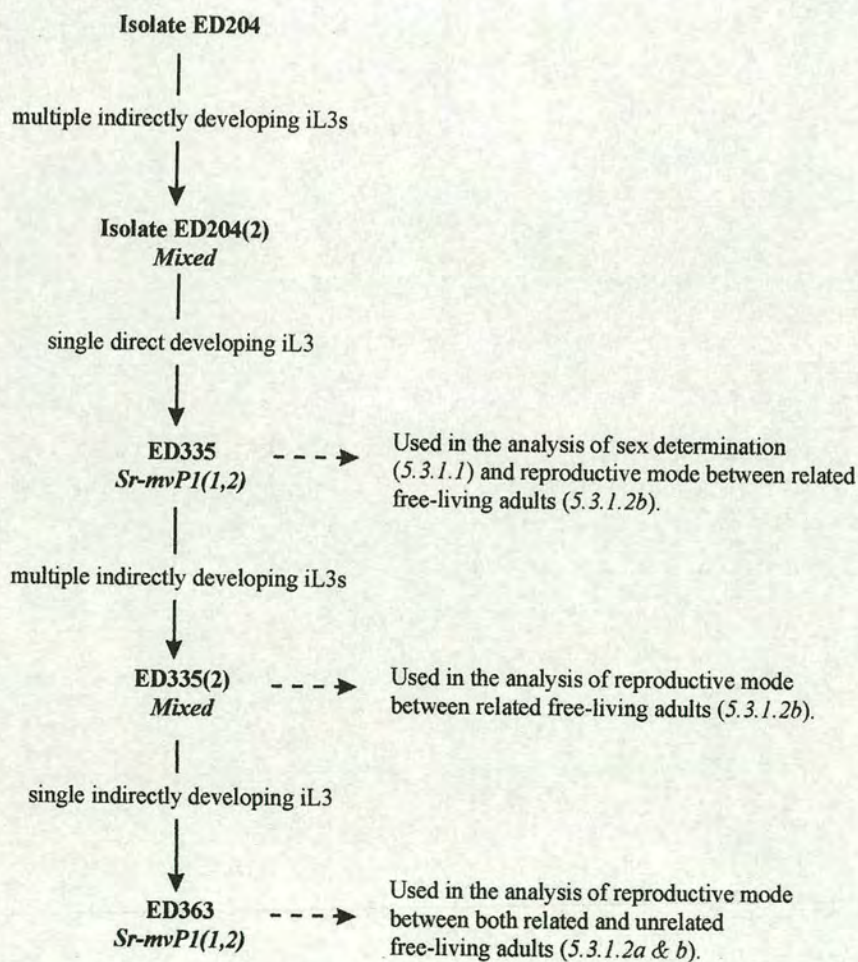 Isolate ED204
multiple indirectly developing iL3s
Isolate ED204(2)
Mixed
single direct developing iL3
ED335
Sr-mvP1(1,2)
Used in the analysis of sex determination
(5.3.1.1) and reproductive mode between related
free-living adults (5.3.1.2b).
multiple indirectly developing iL3s
ED335(2)
Mixed
Used in the analysis of reproductive mode
between related free-living adults (5.3.1.2b).
single indirectly developing iL3
ED363
Sr-mvP1(1,2)
Used in the analysis of reproductive mode
between both related and unrelated
free-living adults (5.3.1.2a & b).